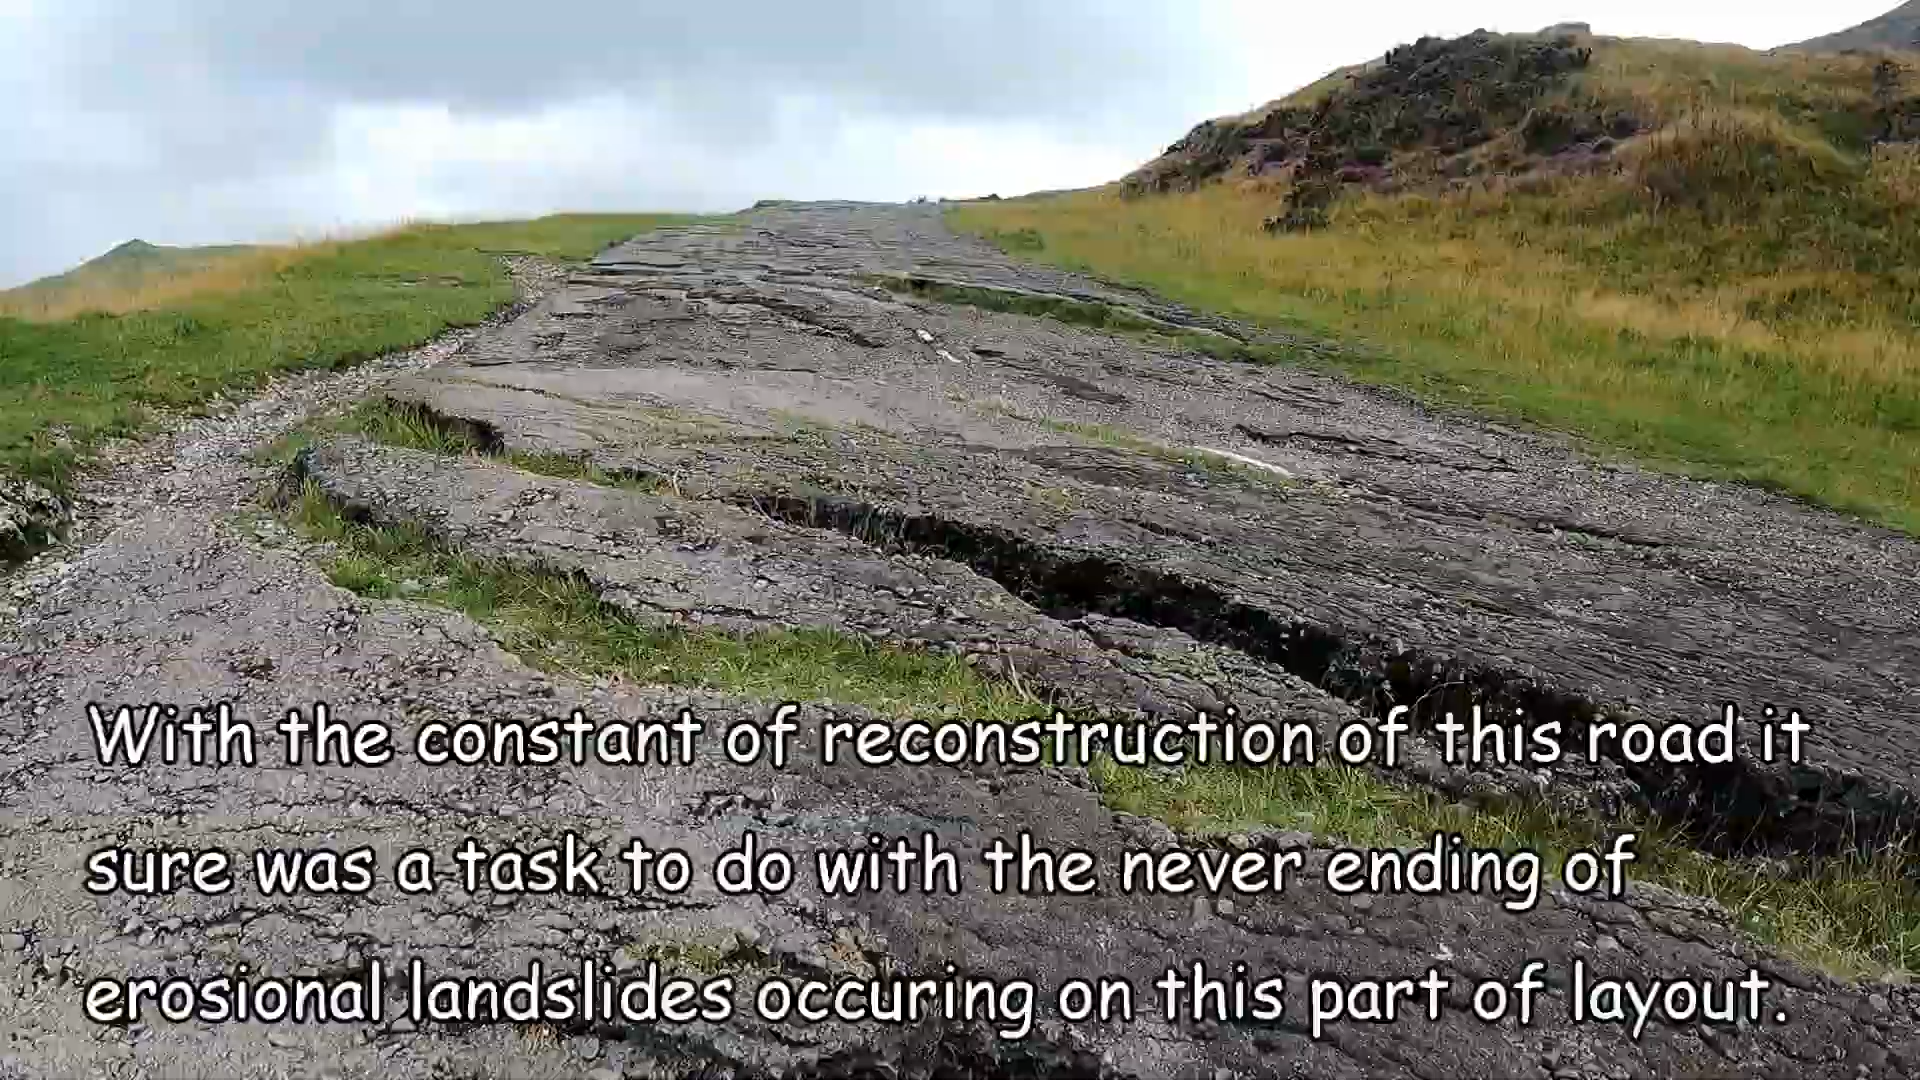 With the constant of reconstruction of this road it
sure was a task to do with the never ending of
erosional landslides occuring on this part of layout.